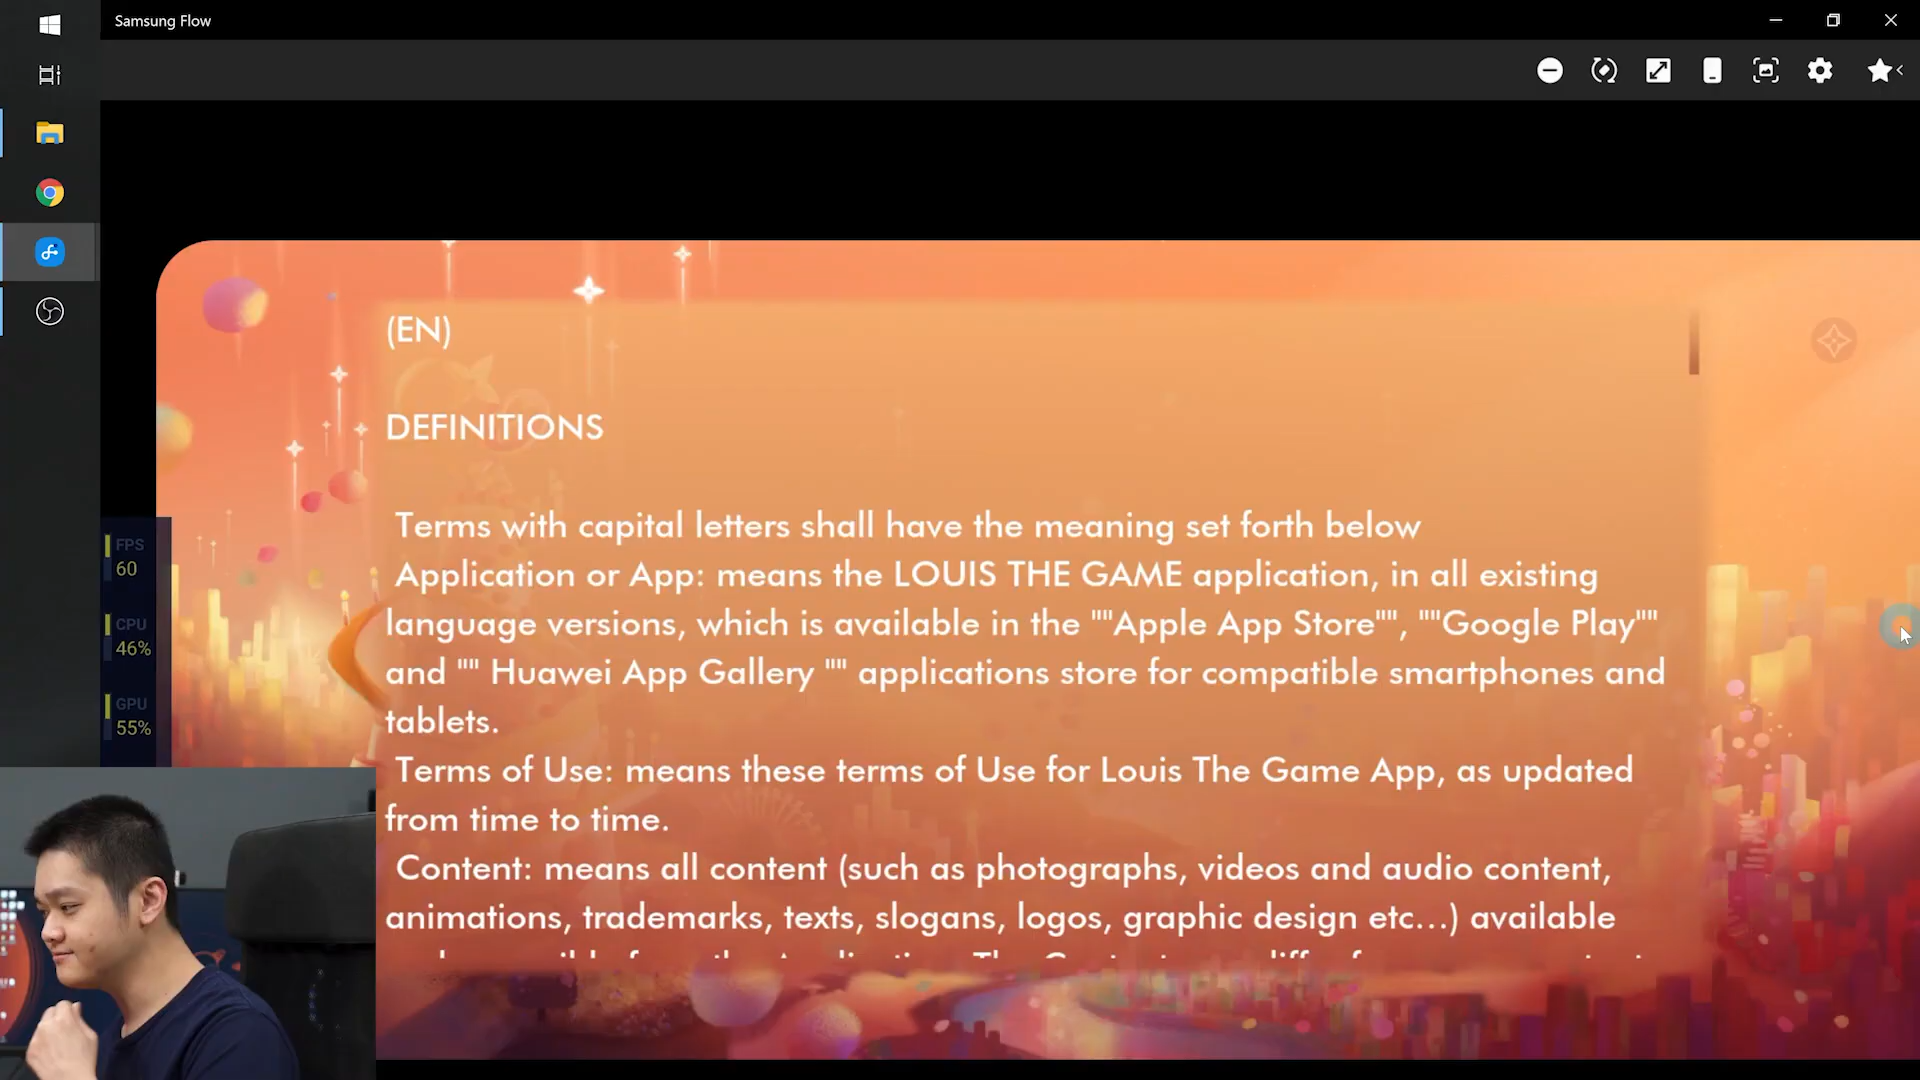 Samsung Flow
(EN)
DEFINITIONS
Terms with capital letters shall have the meaning set forth below
Application or App: means the LOUIS THE GAME application, in all existing
language versions, which is available in the ""Apple App Store"", ""Google Play""
and "" Huawei App Gallery "" applications store for compatible smartphones and
tablets.
Terms of Use: means these terms of Use for Louis The Game App, as updated
from time to time.
Content: means all content (such as photographs, videos and audio content,
animations, trademarks, texts, slogans, logos, graphic design etc...) available
FPS
60
CPU
46%
GPU
55%